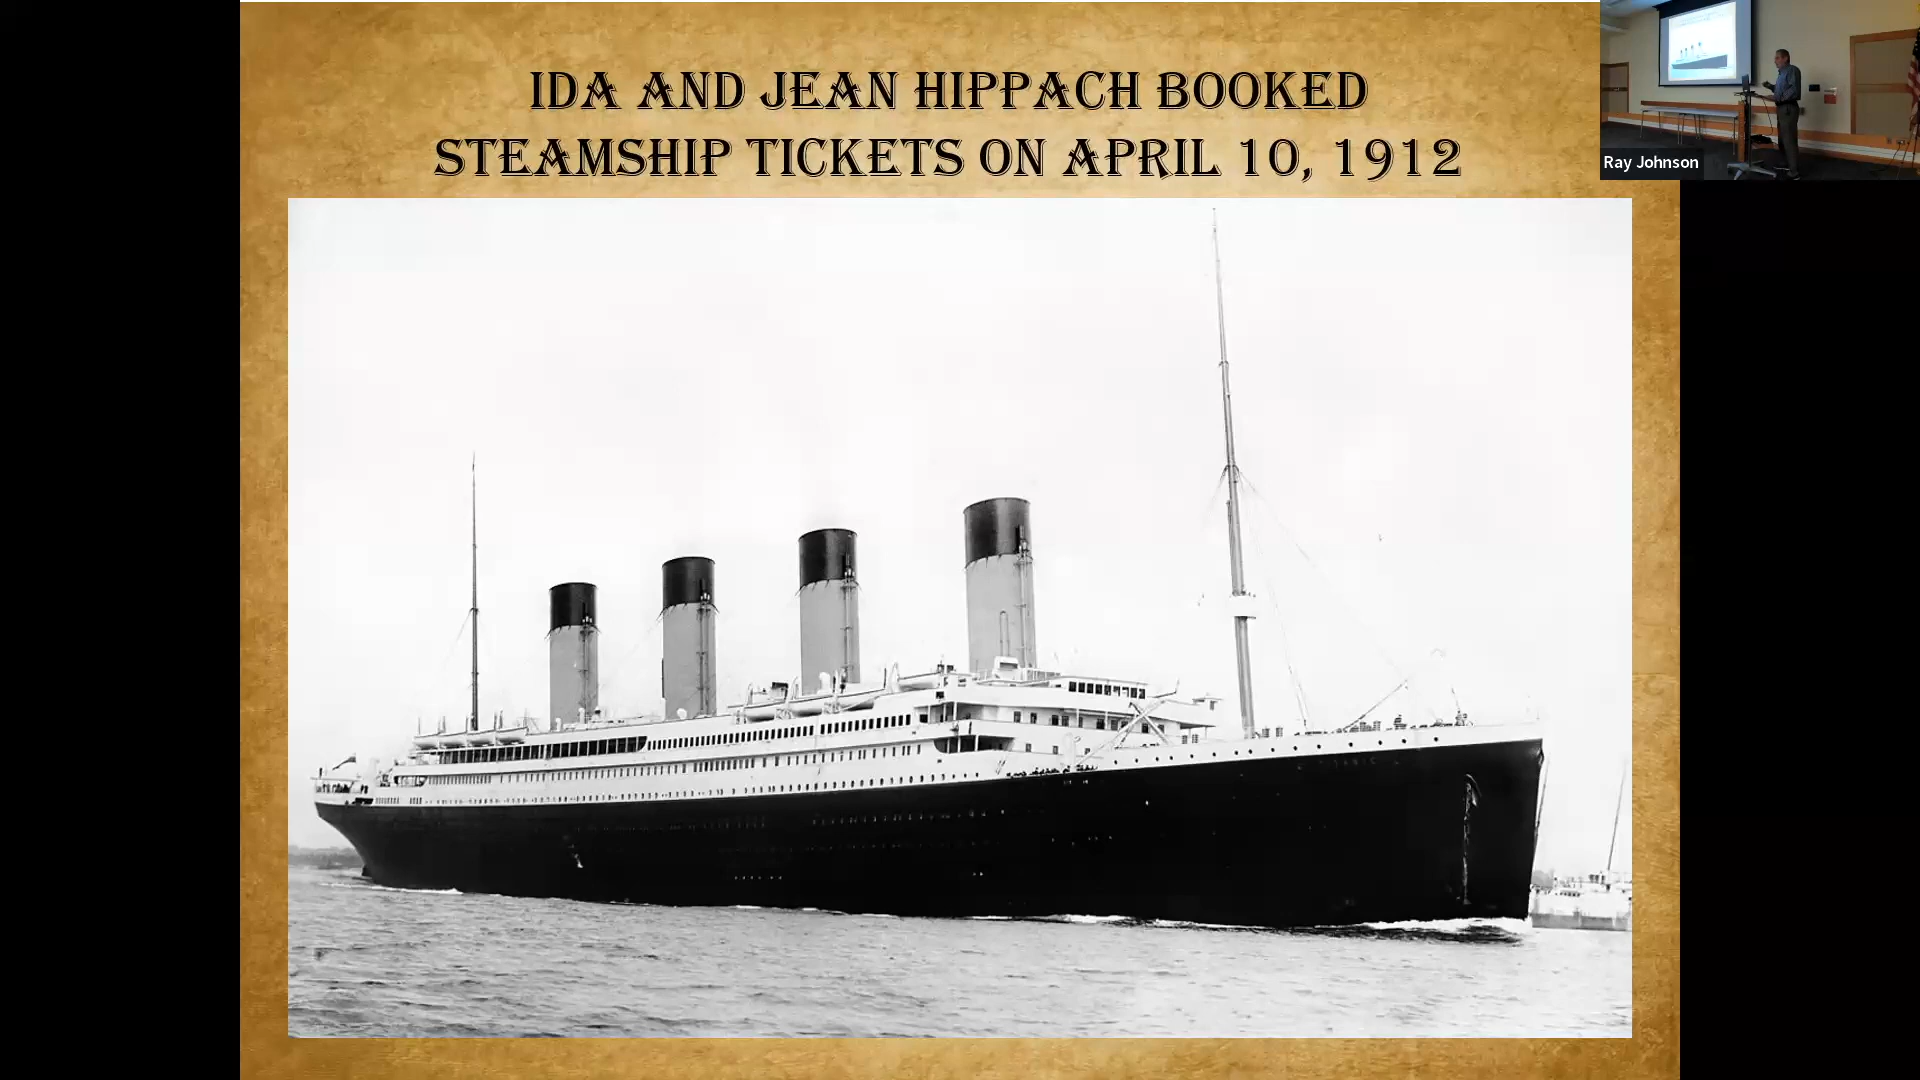 IDA AND JEAN HIPPACH BOOKED
STEAMSHIP TICKETS ON APRIL 10, 1912
Ray Johnson